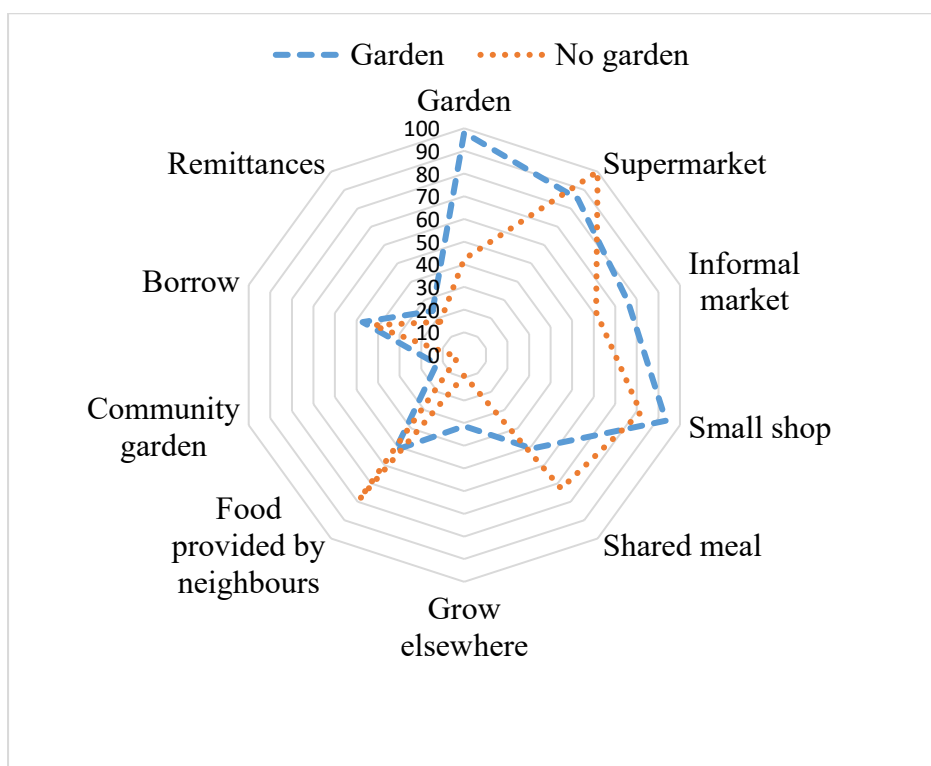 Garden
No garden
Garden
100
90
80
70
60
50
40
30
20
10
0
Supermarket
Informal
market
Small shop
Shared meal
Grow
elsewhere
Food
provided by
neighbours
Community
garden
Borrow
Remittances